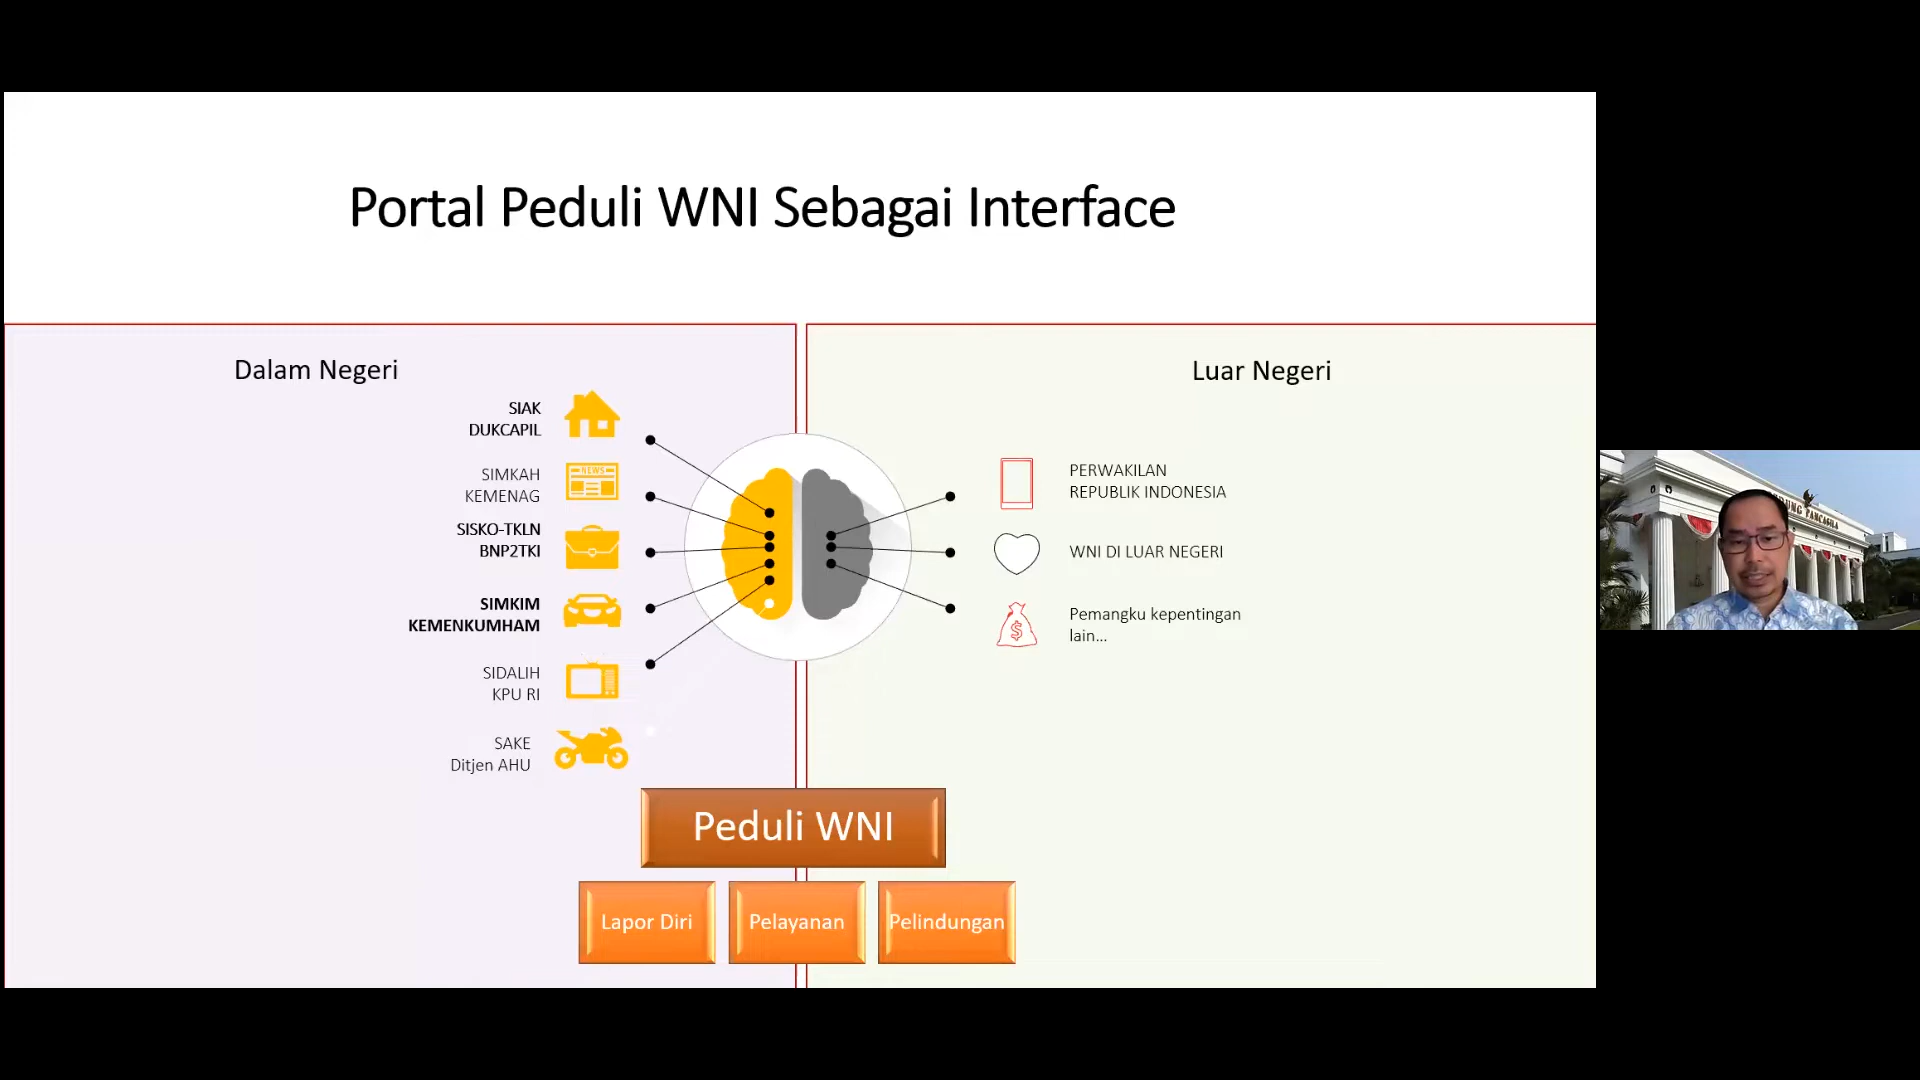 Portal Peduli WNI Sebagai Interface
Dalam Negeri
SIAK
DUKCAPIL
NEWS
SIMKAH
KEMENAG
SISKO-TKLN
BNP2TKI
SIMKIM
KEMENKUMHAM
SIDALIH
KPU RI
SAKE
Ditjen AHU
Luar Negeri
PERWAKILAN
REPUBLIK INDONESIA
WNI DI LUAR NEGERI
$
Pemangku kepentingan
lain...
Peduli WNI
Lapor Diri
Pelayanan
Pelindungan
PANCASILA